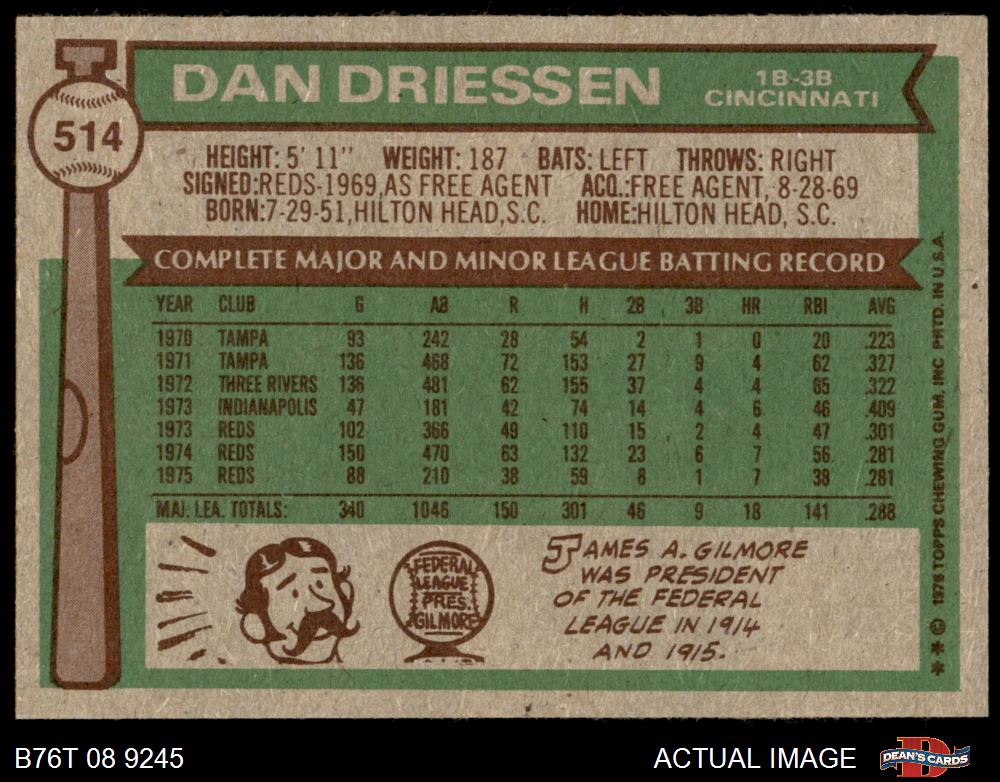 DAN DRIESSEN
1B-3B
CINCINNATI
514
HEIGHT: 5' 11" WEIGHT: 187 BATS: LEFT THROWS: RIGHT
SIGNED:REDS-1969,AS FREE AGENT ACQ.:FREE AGENT, 8-28-69
BORN:7-29-51,HILTON HEAD,S.C. HOME:HILTON HEAD, S.C.
COMPLETE MAJOR AND MINOR LEAGUE BATTING RECORD
YEAR CLUB G AB R H 2B 3B HR RBI AVG
1970 TAMPA 93 242 28 54 2 1 0 20 .223
1971 TAMPA 136 468 72 153 27 9 4 62 .327
1972 THREE RIVERS 136 481 62 155 37 4 4 65 .322
1973 INDIANAPOLIS 47 181 42 74 14 4 6 46 .409
1973 REDS 102 366 49 110 15 2 4 47 .301
1974 REDS 150 470 63 132 23 6 7 56 .281
1975 REDS 88 210 38 59 8 1 7 38 .281
MAJ. LEA. TOTALS: 340 1046 150 301 46 9 18 141 .288
FEDERAL
LEAGUE
PRES.
GILMORE
JAMES A. GILMORE
WAS PRESIDENT
OF THE FEDERAL
LEAGUE IN 1914
AND 1915.
** © 1976 TOPPS CHEWING GUM, INC PRTD. IN U.S.A.
B76T 08 9245
ACTUAL IMAGE
D
DEAN'S CARDS